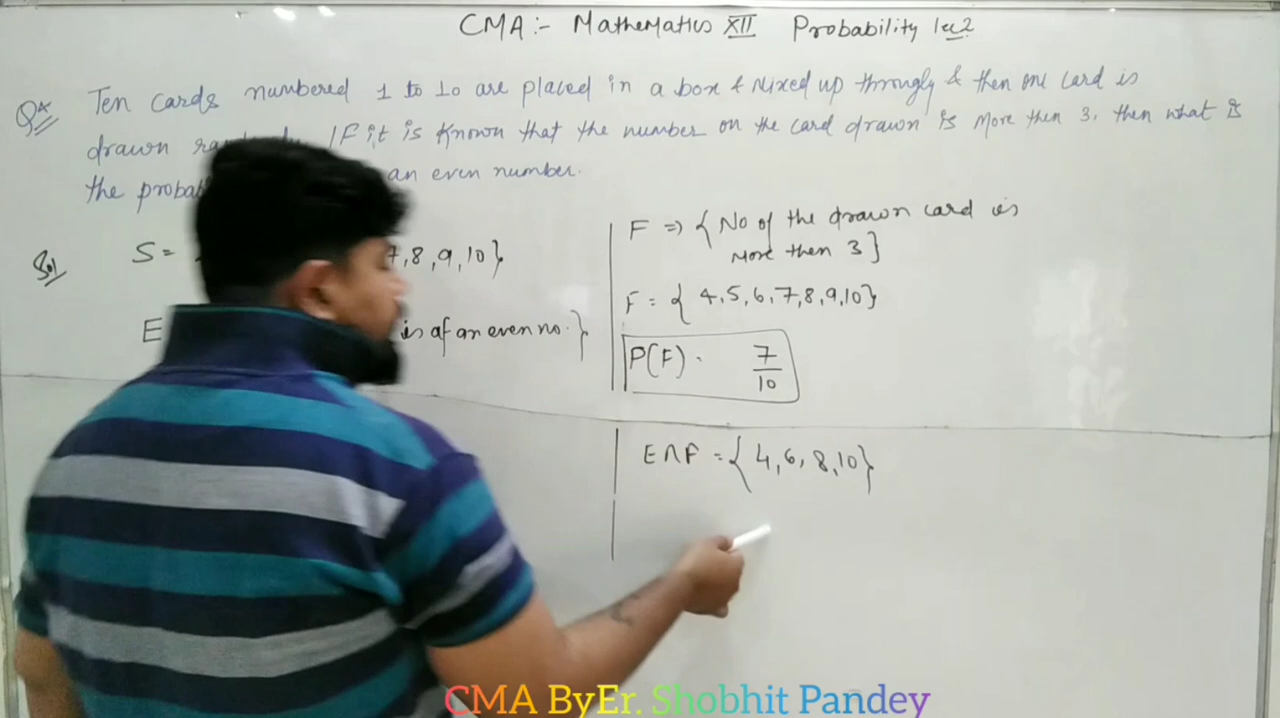 CMA :- Mathematics XII Probability lec2
Q4 Ten Cards numbered 1 to 10 are placed in a box & Mixed up throngly & then one card is
drawn If it is known that the number on the card drawn is More then 3, then what is
the an even number.
Sol S = 7,8,9,10}
E is of an even no.}
F => { No of the drawn card is
More then 3 }
F = { 4,5,6,7,8,9,10}
P(F) . 7/10
E∩F = { 4,6,8,10}
CMA ByEr. Shobhit Pandey